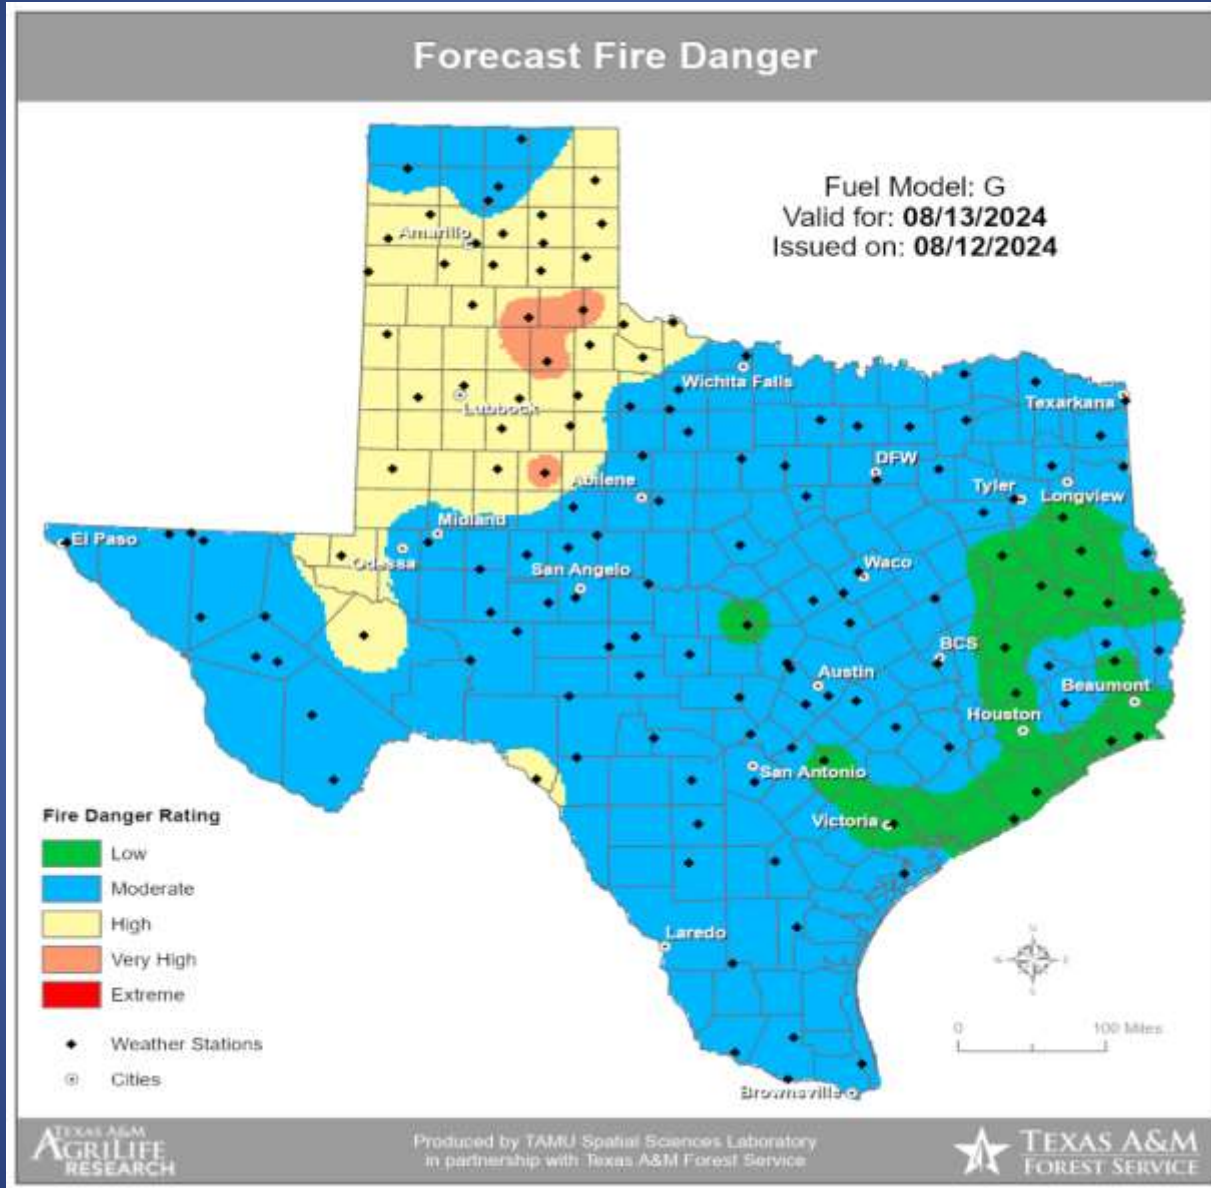 Forecast Fire Danger
Fuel Model: G
Valid for: 08/13/2024
Issued on: 08/12/2024
Amarillo
Lubbock
Wichita Falls
Texarkana
DFW
Abilene
Tyler
Longview
Midland
El Paso
Odessa
San Angelo
Waco
BCS
Austin
Beaumont
Houston
San Antonio
Victoria
Laredo
Brownsville
Fire Danger Rating
Low
Moderate
High
Very High
Extreme
Weather Stations
Cities
N
W E
S
0 100 Miles
TEXAS A&M
AGRILIFE
RESEARCH
Produced by TAMU Spatial Sciences Laboratory
in partnership with Texas A&M Forest Service
TEXAS A&M
FOREST SERVICE